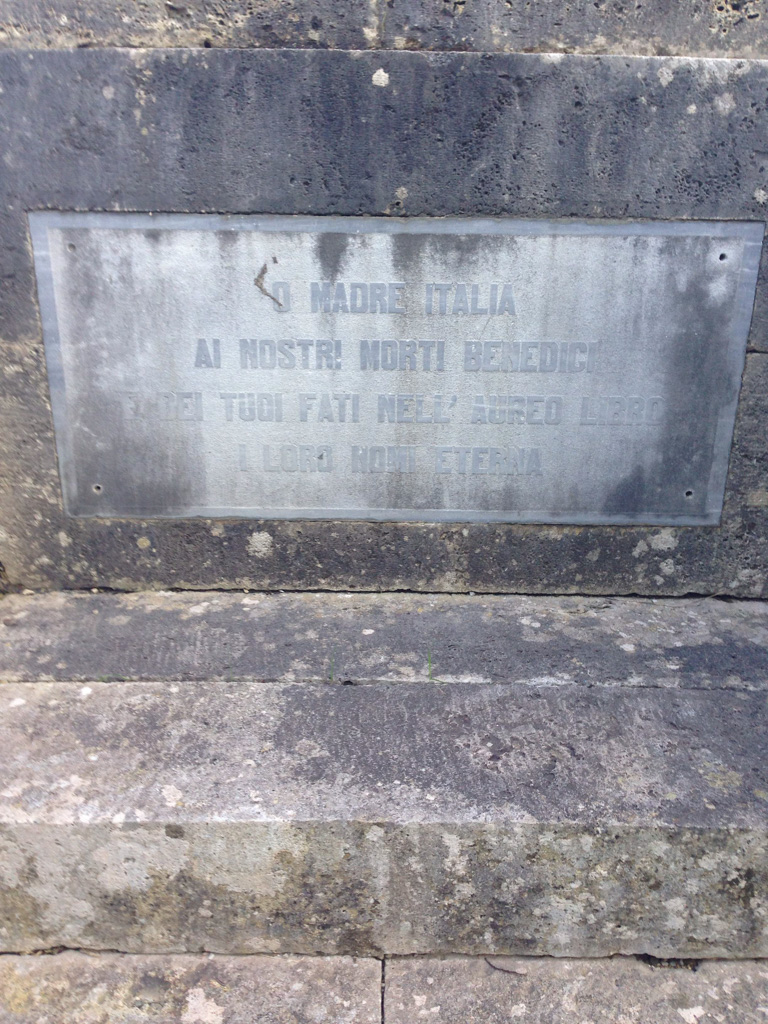 O MADRE ITALIA
AI NOSTRI MORTI BENEDICI
E DEI TUOI FATI NELL' AUREO LIBRO
I LORO NOMI ETERNA